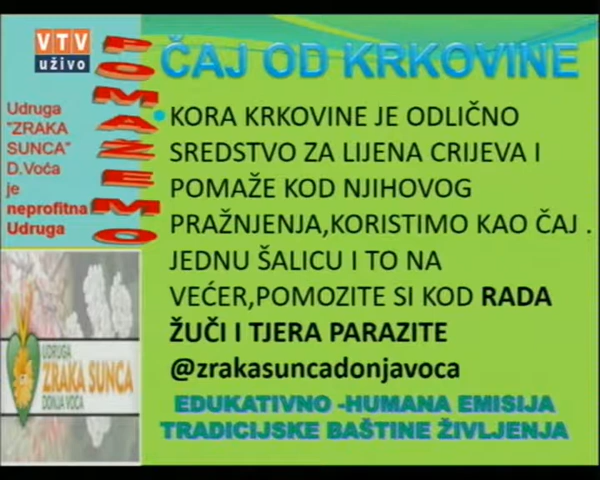 VTV
uživo
POMAŽEMO
ČAJ OD KRKOVINE
Udruga
"ZRAKA
SUNCA"
D.Voća
je
neprofitna
Udruga
KORA KRKOVINE JE ODLIČNO
SREDSTVO ZA LIJENA CRIJEVA I
POMAŽE KOD NJIHOVOG
PRAŽNJENJA,KORISTIMO KAO ČAJ .
JEDNU ŠALICU I TO NA
VEĆER,POMOZITE SI KOD RADA
ŽUČI I TJERA PARAZITE
@zrakasuncadonjavoca
UDRUGA
ZRAKA SUNCA
DONJA VOĆA
EDUKATIVNO -HUMANA EMISIJA
TRADICIJSKE BAŠTINE ŽIVLJENJA